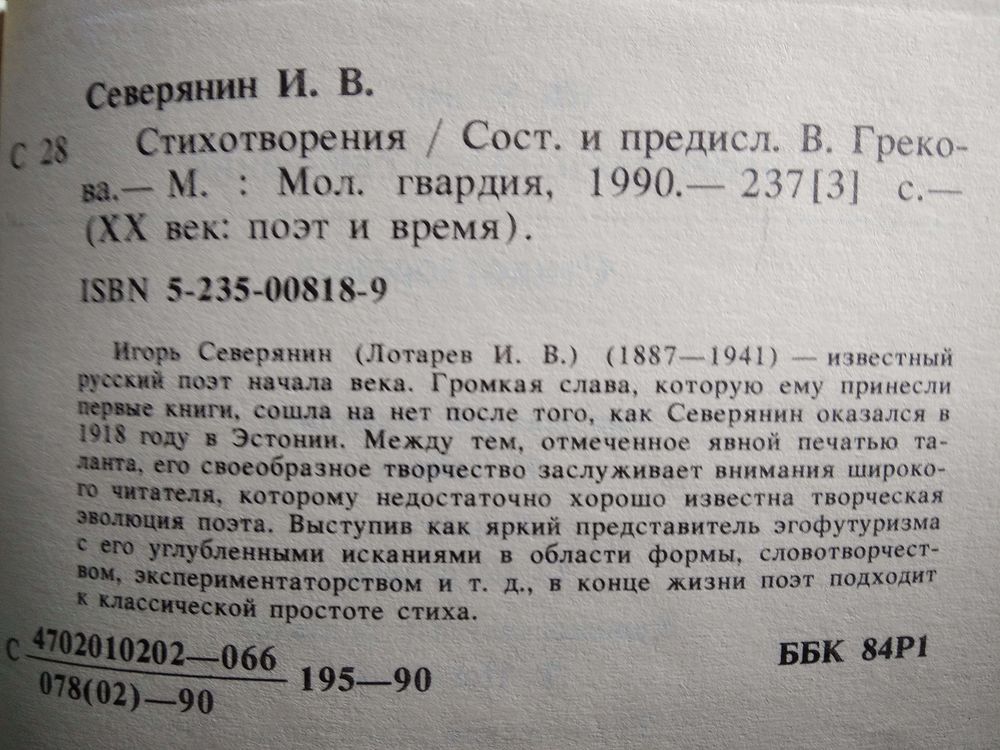 Северянин И. В.
С 28 Стихотворения / Сост. и предисл. В. Греко-
ва.— М. : Мол. гвардия, 1990.— 237[3] с.—
(XX век: поэт и время).
ISBN 5-235-00818-9
Игорь Северянин (Лотарев И. В.) (1887—1941) — известный
русский поэт начала века. Громкая слава, которую ему принесли
первые книги, сошла на нет после того, как Северянин оказался в
1918 году в Эстонии. Между тем, отмеченное явной печатью та-
ланта, его своеобразное творчество заслуживает внимания широко-
го читателя, которому недостаточно хорошо известна творческая
эволюция поэта. Выступив как яркий представитель эгофутуризма
с его углубленными исканиями в области формы, словотворчест-
вом, экспериментаторством и т. д., в конце жизни поэт подходит
к классической простоте стиха.
С 4702010202—066
078(02)—90
195—90
ББК 84Р1